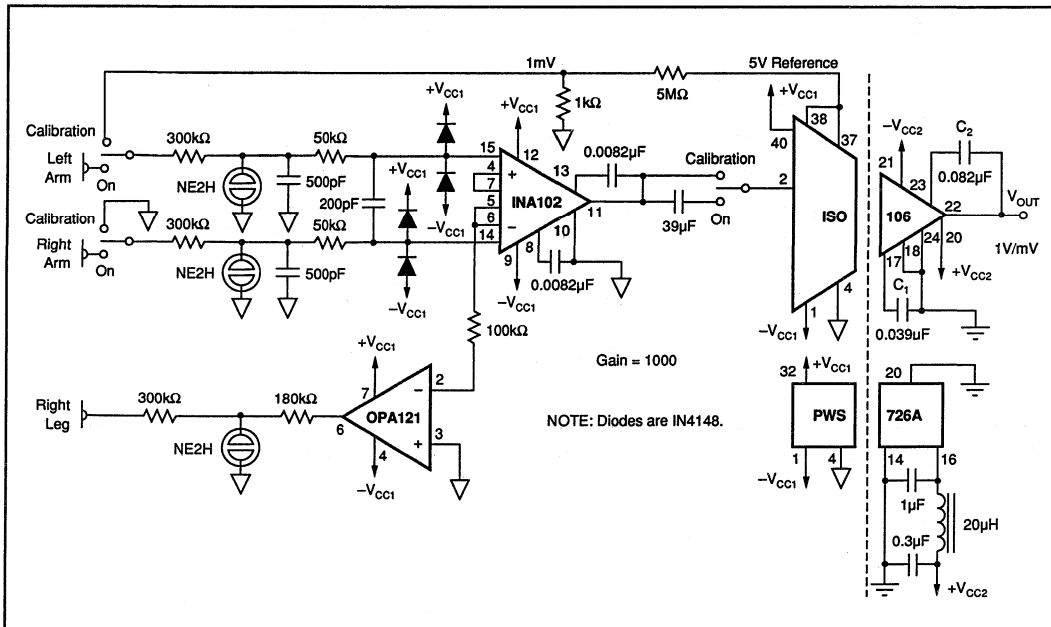 1mV
5V Reference
5MΩ
1kΩ
+VCC1
38
37
40
Calibration
Left
Arm
On
300kΩ
NE2H
500pF
50kΩ
200pF
+VCC1
−VCC1
+VCC1
−VCC1
+VCC1
15
4
7
5
6
14
+
−
12
13
INA102
11
10
8
9
−VCC1
0.0082µF
0.0082µF
39µF
Calibration
On
2
ISO
1
−VCC1
4
Calibration
Right
Arm
On
300kΩ
NE2H
500pF
50kΩ
−VCC2
21
23
C2
0.082µF
22
VOUT
1V/mV
106
24
20
18
17
+VCC2
C1
0.039µF
100kΩ
Gain = 1000
NOTE: Diodes are IN4148.
Right
Leg
300kΩ
NE2H
180kΩ
+VCC1
7
6
OPA121
2
−
+
3
4
−VCC1
32
+VCC1
PWS
1
4
−VCC1
20
726A
14
16
1µF
20µH
0.3µF
+VCC2